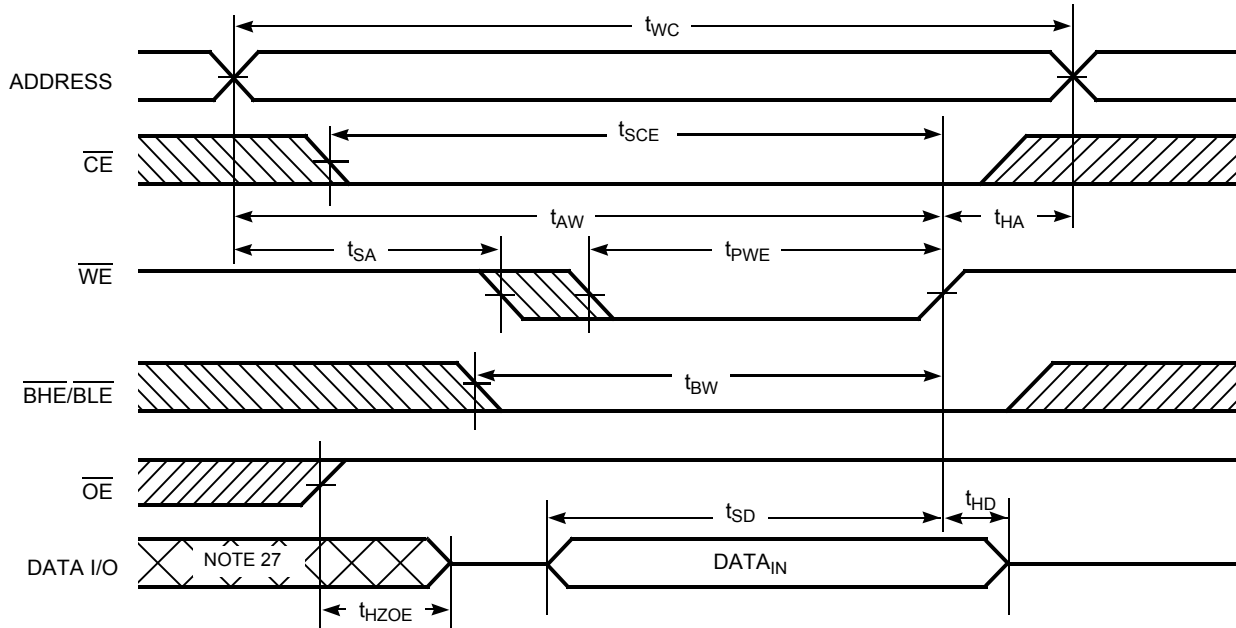 tWC
ADDRESS
tSCE
CE
tAW
tHA
tSA
tPWE
WE
BHE/BLE
tBW
OE
tSD
tHD
DATA I/O
NOTE 27
DATAIN
tHZOE